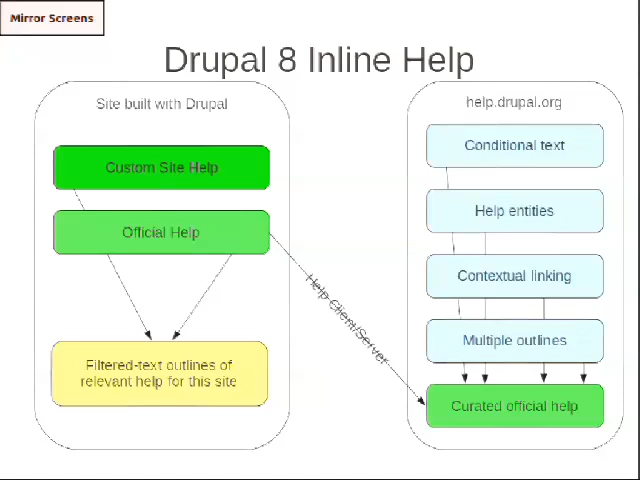 Mirror Screens
Drupal 8 Inline Help
Site built with Drupal
Custom Site Help
Official Help
Filtered-text outlines of
relevant help for this site
Help Client/Server
help.drupal.org
Conditional text
Help entities
Contextual linking
Multiple outlines
Curated official help